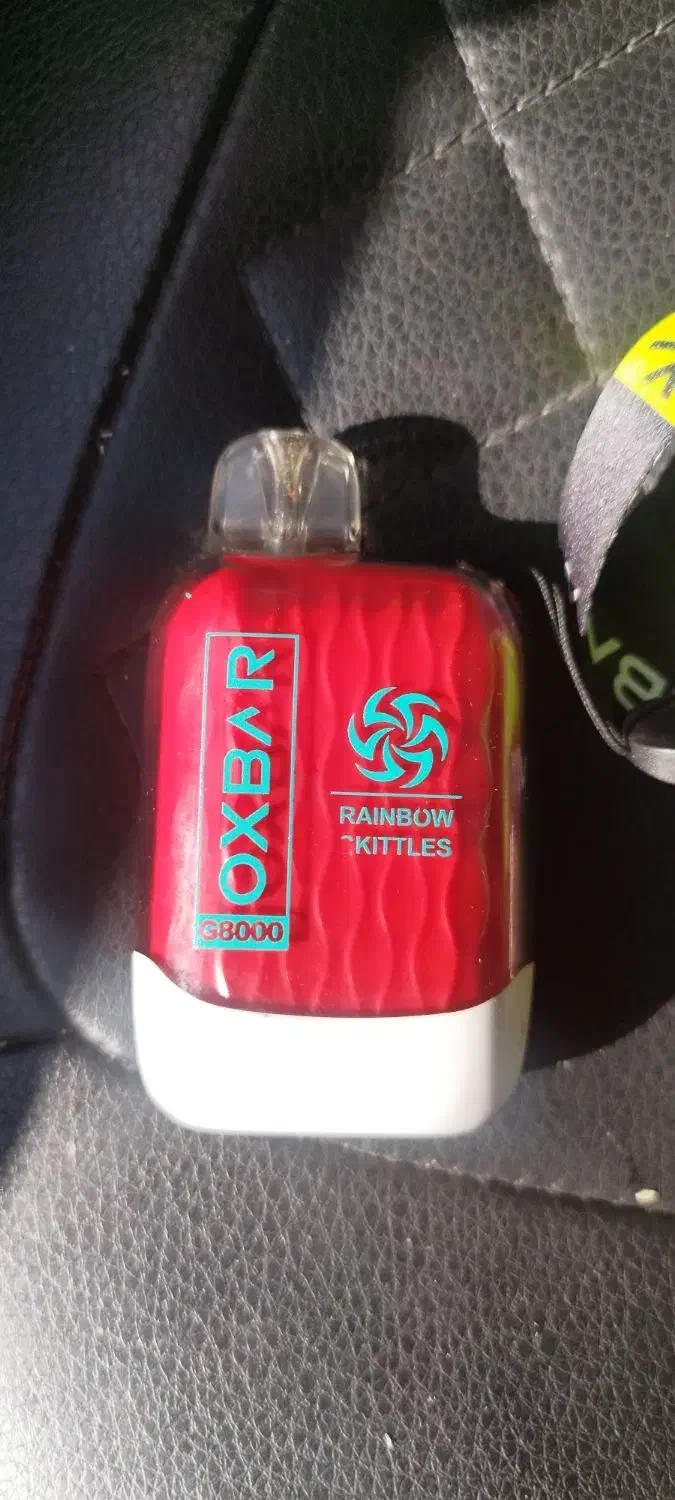 OXBAR
G8000
RAINBOW
SKITTLES